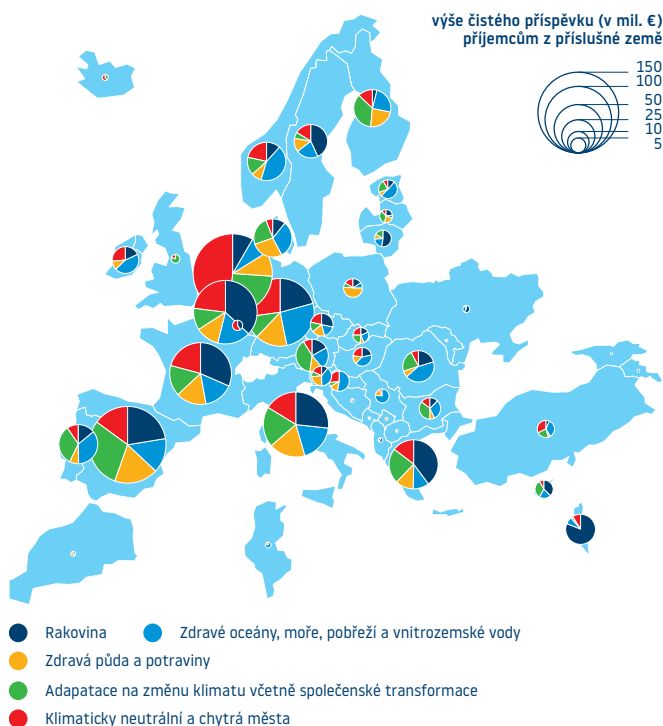 výše čistého příspěvku (v mil. €)
příjemcům z příslušné země
150
100
50
25
10
5
Rakovina
Zdravé oceány, moře, pobřeží a vnitrozemské vody
Zdravá půda a potraviny
Adapatace na změnu klimatu včetně společenské transformace
Klimaticky neutrální a chytrá města